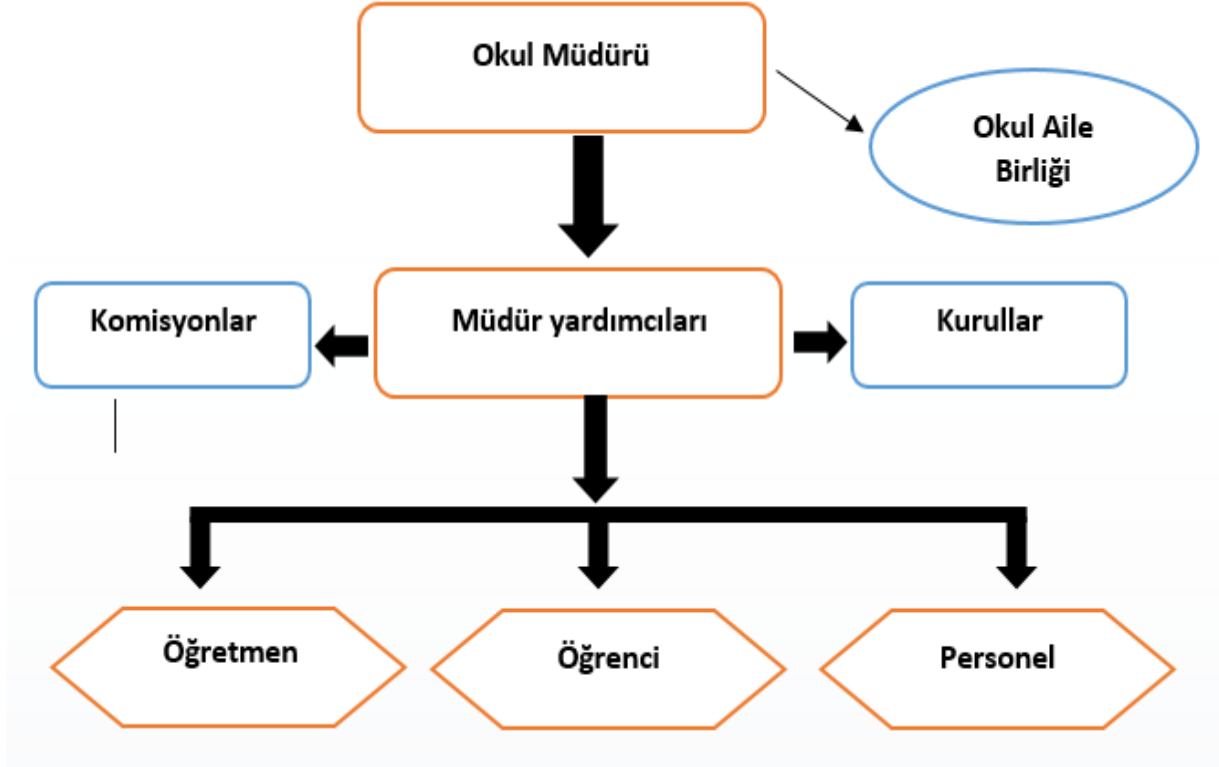 Okul Müdürü
Okul Aile
Birliği
Komisyonlar
Müdür yardımcıları
Kurullar
Öğretmen
Öğrenci
Personel